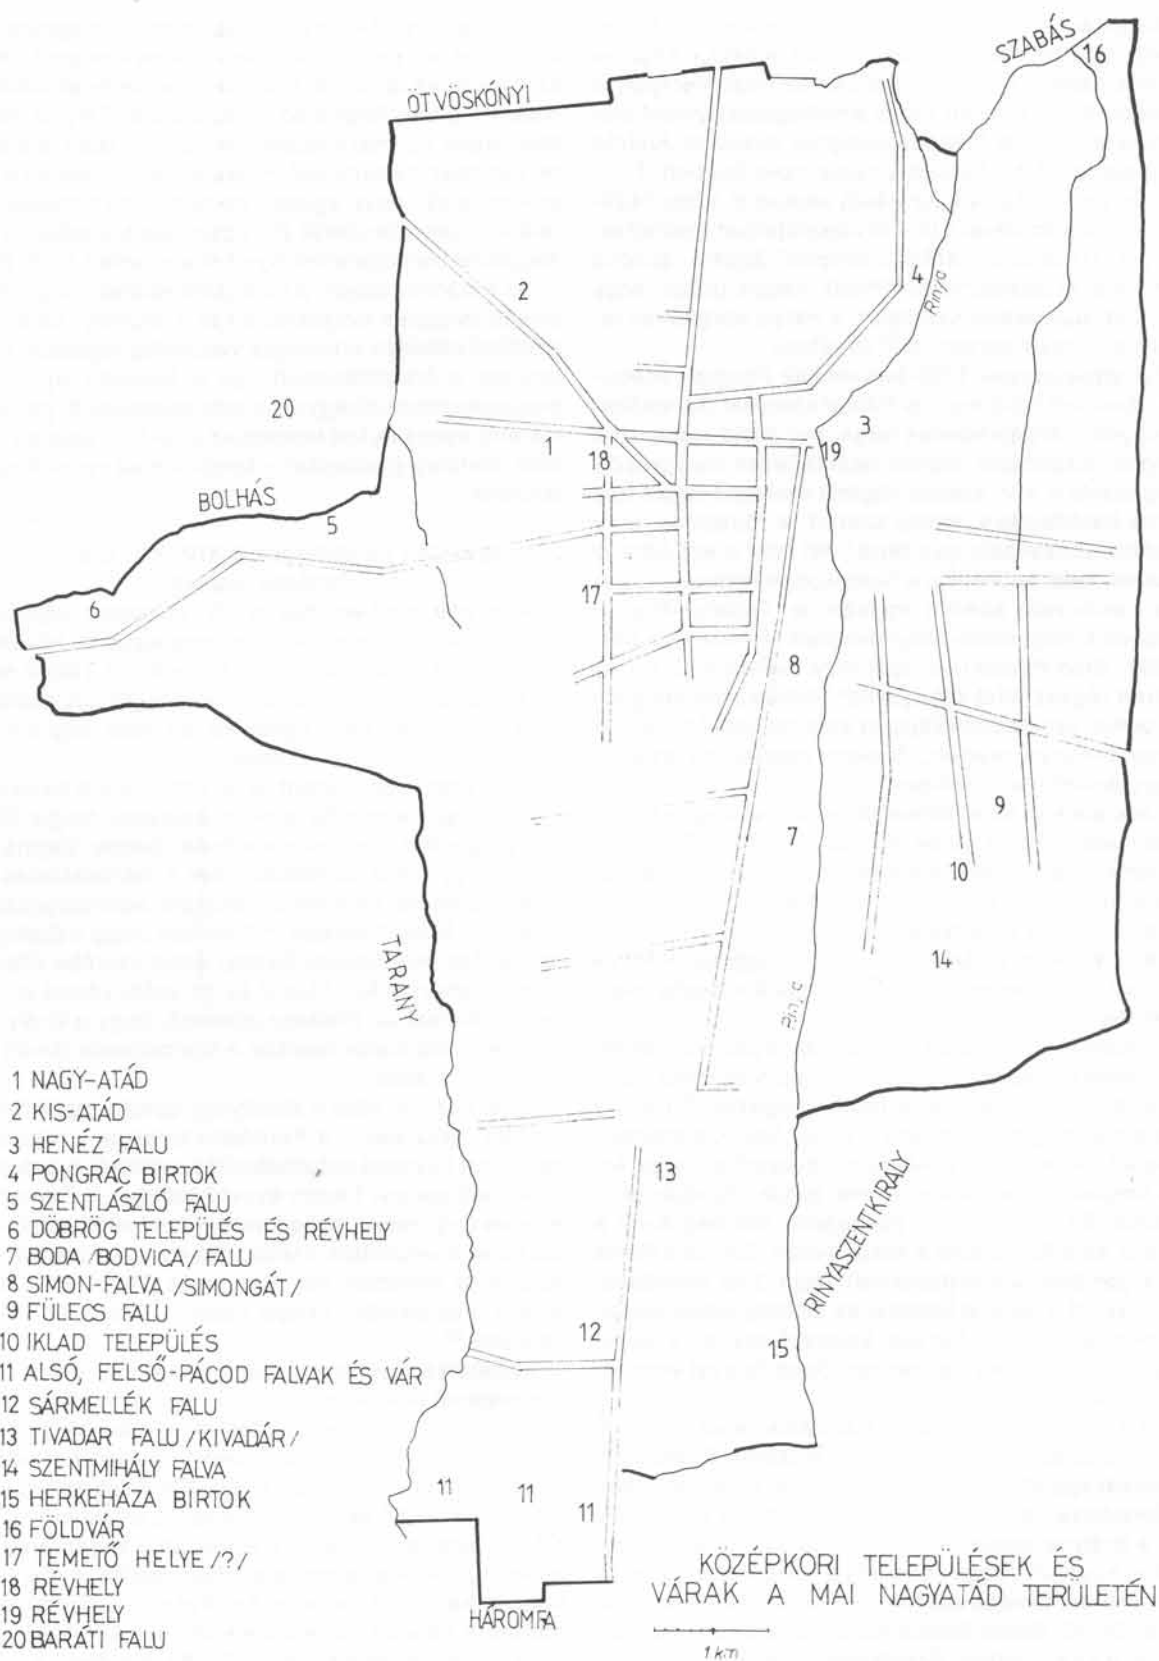 SZABÁS
16
ÖTVÖSKÓNYI
2
4
Rinya
20
1
3
18
19
BOLHÁS
5
17
6
8
9
7
10
TARANY
14
Rinya
13
RINYASZENTKIRÁLY
12
15
11
11
11
HÁROMFA
1 NAGY-ATÁD
2 KIS-ATÁD
3 HENÉZ FALU
4 PONGRÁC BIRTOK
5 SZENTLÁSZLÓ FALU
6 DÖBRÖG TELEPÜLÉS ÉS RÉVHELY
7 BODA /BODVICA/ FALU
8 SIMON-FALVA /SIMONGÁT/
9 FÜLECS FALU
10 IKLAD TELEPÜLÉS
11 ALSÓ, FELSŐ-PÁCOD FALVAK ÉS VÁR
12 SÁRMELLÉK FALU
13 TIVADAR FALU /KIVADÁR/
14 SZENTMIHÁLY FALVA
15 HERKEHÁZA BIRTOK
16 FÖLDVÁR
17 TEMETŐ HELYE /?/
18 RÉVHELY
19 RÉVHELY
20 BARÁTI FALU
KÖZÉPKORI TELEPÜLÉSEK ÉS
VÁRAK A MAI NAGYATÁD TERÜLETÉN
1 km